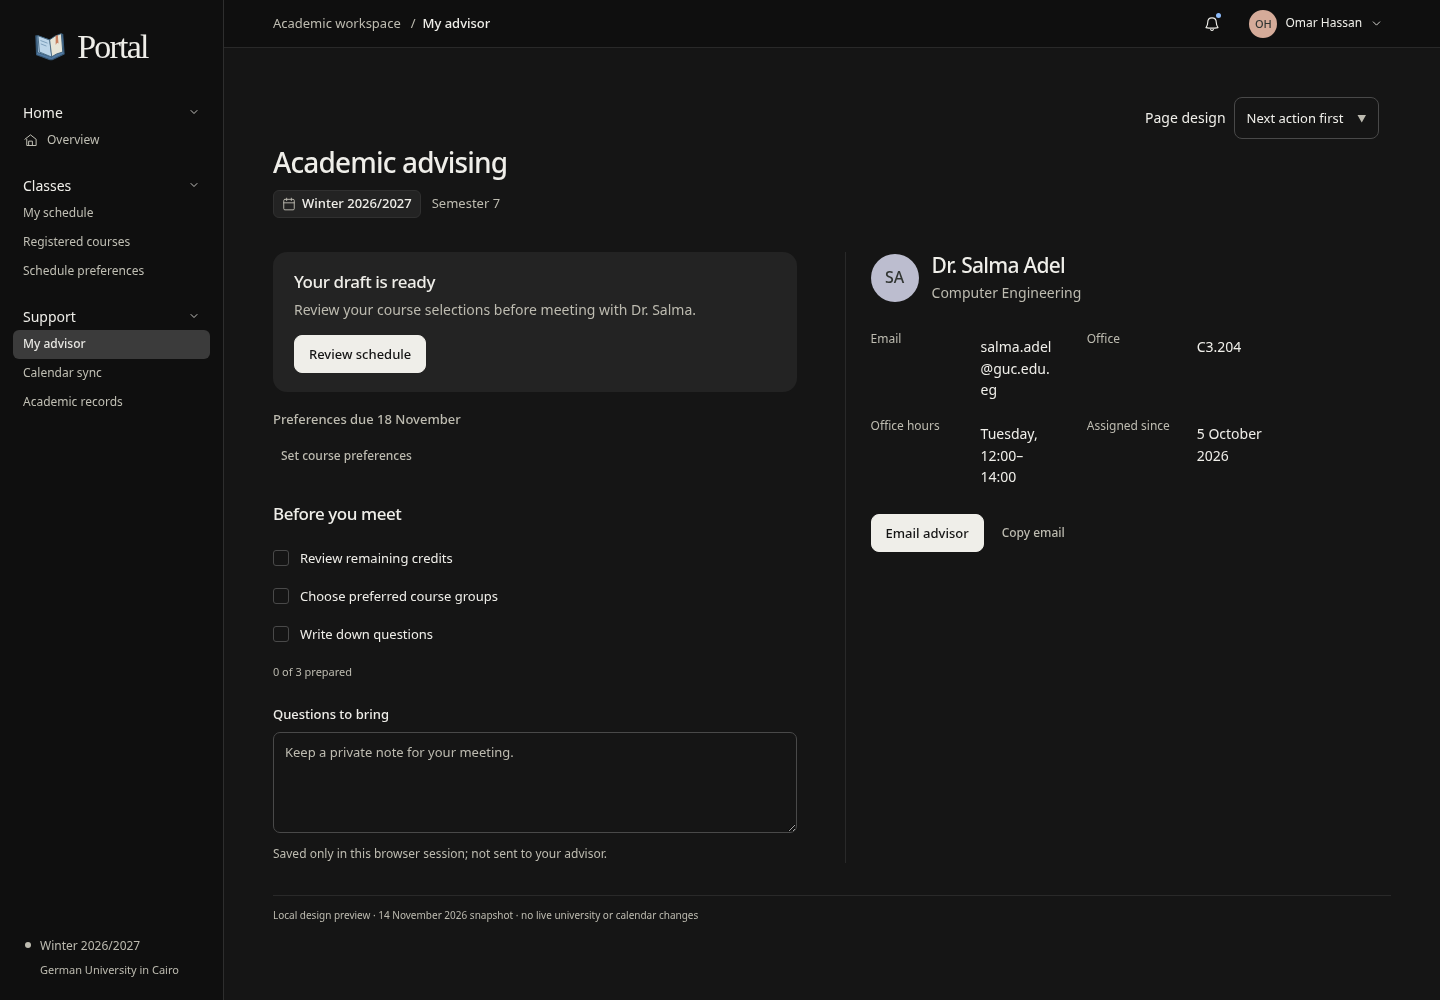 Portal
Home
Overview
Classes
My schedule
Registered courses
Schedule preferences
Support
My advisor
Calendar sync
Academic records
Winter 2026/2027
German University in Cairo
Academic workspace / My advisor
OH Omar Hassan
Page design Next action first
Academic advising
Winter 2026/2027 Semester 7
Your draft is ready
Review your course selections before meeting with Dr. Salma.
Review schedule
Preferences due 18 November
Set course preferences
Before you meet
Review remaining credits
Choose preferred course groups
Write down questions
0 of 3 prepared
Questions to bring
Keep a private note for your meeting.
Saved only in this browser session; not sent to your advisor.
SA
Dr. Salma Adel
Computer Engineering
Email
salma.adel
@guc.edu.
eg
Office
C3.204
Office hours
Tuesday,
12:00–
14:00
Assigned since
5 October
2026
Email advisor Copy email
Local design preview · 14 November 2026 snapshot · no live university or calendar changes